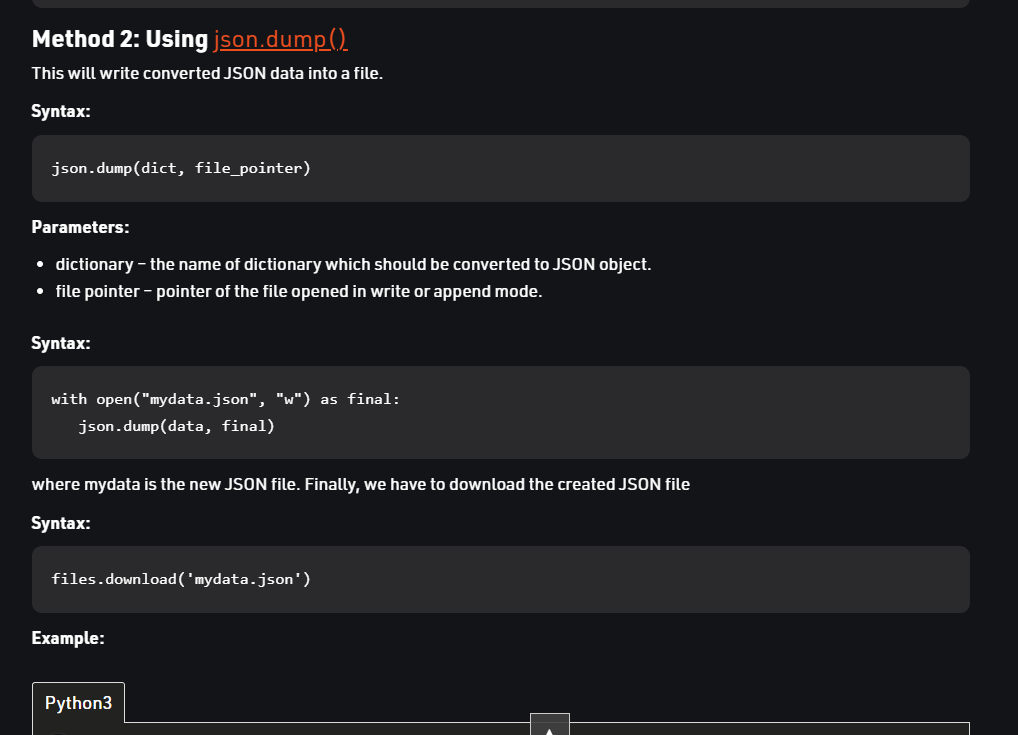 Method 2: Using json.dump()
This will write converted JSON data into a file.
Syntax:
json.dump(dict, file_pointer)
Parameters:
• dictionary – the name of dictionary which should be converted to JSON object.
• file pointer – pointer of the file opened in write or append mode.
Syntax:
with open("mydata.json", "w") as final:
   json.dump(data, final)
where mydata is the new JSON file. Finally, we have to download the created JSON file
Syntax:
files.download('mydata.json')
Example:
Python3